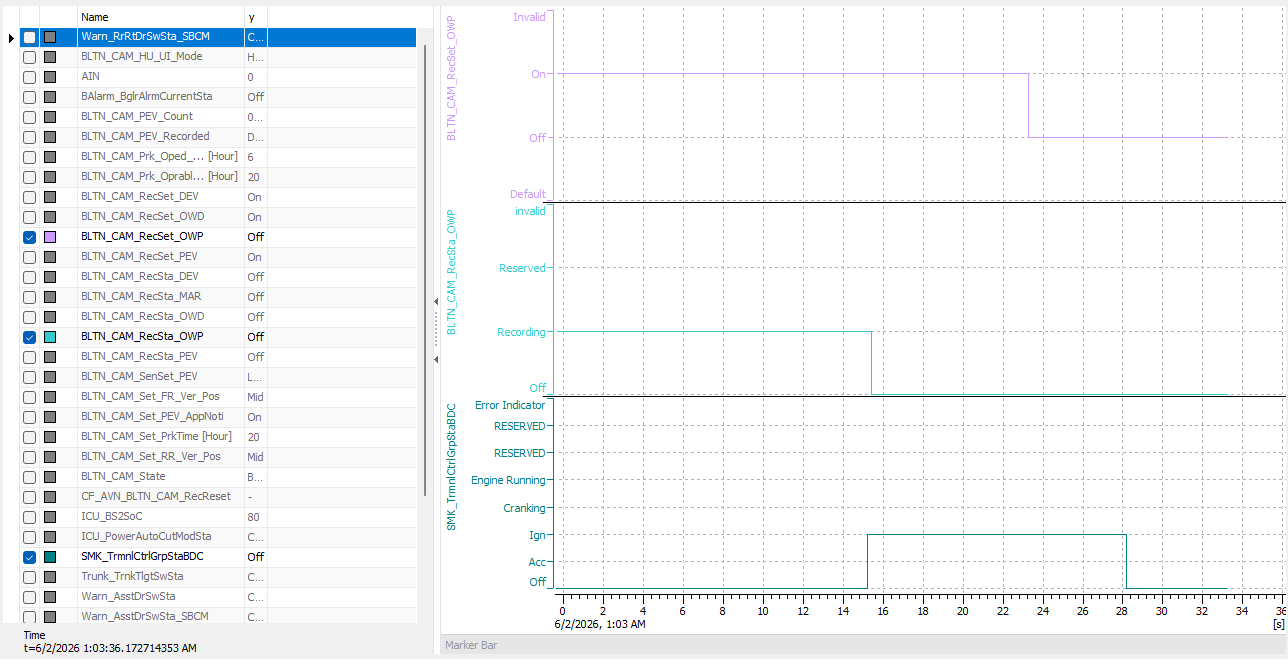 Name y
Warn_RrRtDrSwSta_SBCM C...
BLTN_CAM_HU_UI_Mode H...
AIN 0
BAlarm_BglrAlrmCurrentSta Off
BLTN_CAM_PEV_Count 0...
BLTN_CAM_PEV_Recorded D...
BLTN_CAM_Prk_Oped_... [Hour] 6
BLTN_CAM_Prk_Oprabl... [Hour] 20
BLTN_CAM_RecSet_DEV On
BLTN_CAM_RecSet_OWD On
BLTN_CAM_RecSet_OWP Off
BLTN_CAM_RecSet_PEV On
BLTN_CAM_RecSta_DEV Off
BLTN_CAM_RecSta_MAR Off
BLTN_CAM_RecSta_OWD Off
BLTN_CAM_RecSta_OWP Off
BLTN_CAM_RecSta_PEV Off
BLTN_CAM_SenSet_PEV L...
BLTN_CAM_Set_FR_Ver_Pos Mid
BLTN_CAM_Set_PEV_AppNoti On
BLTN_CAM_Set_PrkTime [Hour] 20
BLTN_CAM_Set_RR_Ver_Pos Mid
BLTN_CAM_State B...
CF_AVN_BLTN_CAM_RecReset -
ICU_BS2SoC 80
ICU_PowerAutoCutModSta C...
SMK_TrmnlCtrlGrpStaBDC Off
Trunk_TrnkTlgtSwSta C...
Warn_AsstDrSwSta C...
Warn_AsstDrSwSta_SBCM C...
Time
t=6/2/2026 1:03:36.172714353 AM
BLTN_CAM_RecSet_OWP
Invalid
On
Off
Default
BLTN_CAM_RecSta_OWP
invalid
Reserved
Recording
Off
SMK_TrmnlCtrlGrpStaBDC
Error Indicator
RESERVED
RESERVED
Engine Running
Cranking
Ign
Acc
Off
0 2 4 6 8 10 12 14 16 18 20 22 24 26 28 30 32 34 36
6/2/2026, 1:03 AM [s]
Marker Bar